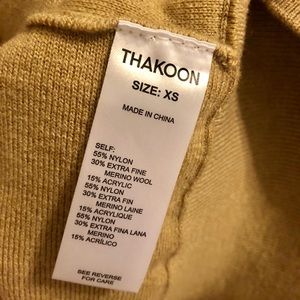 THAKOON
SIZE: XS
MADE IN CHINA
SELF:
55% NYLON
30% EXTRA FINE
MERINO WOOL
15% ACRYLIC
55% NYLON
30% EXTRA FIN
MERINO LAINE
15% ACRYLIQUE
55% NYLON
30% EXTRA FINA LANA
MERINO
15% ACRÍLICO
SEE REVERSE
FOR CARE